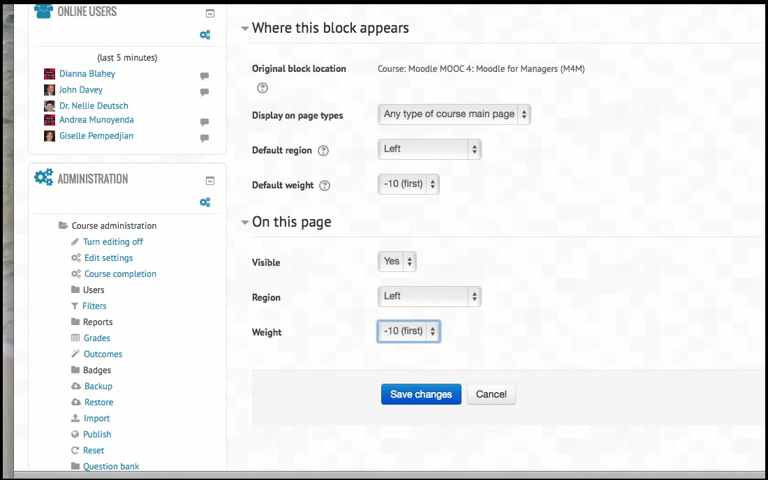 ONLINE USERS
(last 5 minutes)
Dianna Blahey
John Davey
Dr. Nellie Deutsch
Andrea Munoyenda
Giselle Pempedjian
ADMINISTRATION
Course administration
Turn editing off
Edit settings
Course completion
Users
Filters
Reports
Grades
Outcomes
Badges
Backup
Restore
Import
Publish
Reset
Question bank
Where this block appears
Original block location Course: Moodle MOOC 4: Moodle for Managers (M4M)
Display on page types Any type of course main page
Default region Left
Default weight -10 (first)
On this page
Visible Yes
Region Left
Weight -10 (first)
Save changes Cancel